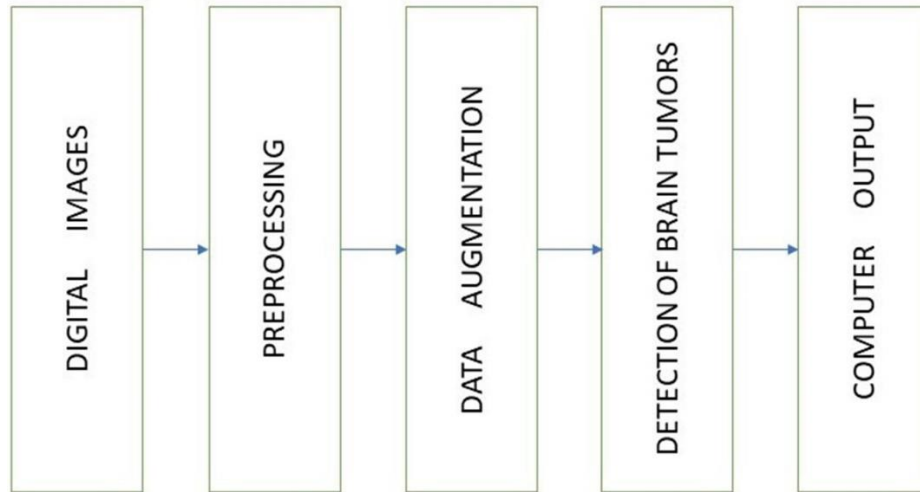 DIGITAL IMAGES
PREPROCESSING
DATA AUGMENTATION
DETECTION OF BRAIN TUMORS
COMPUTER OUTPUT